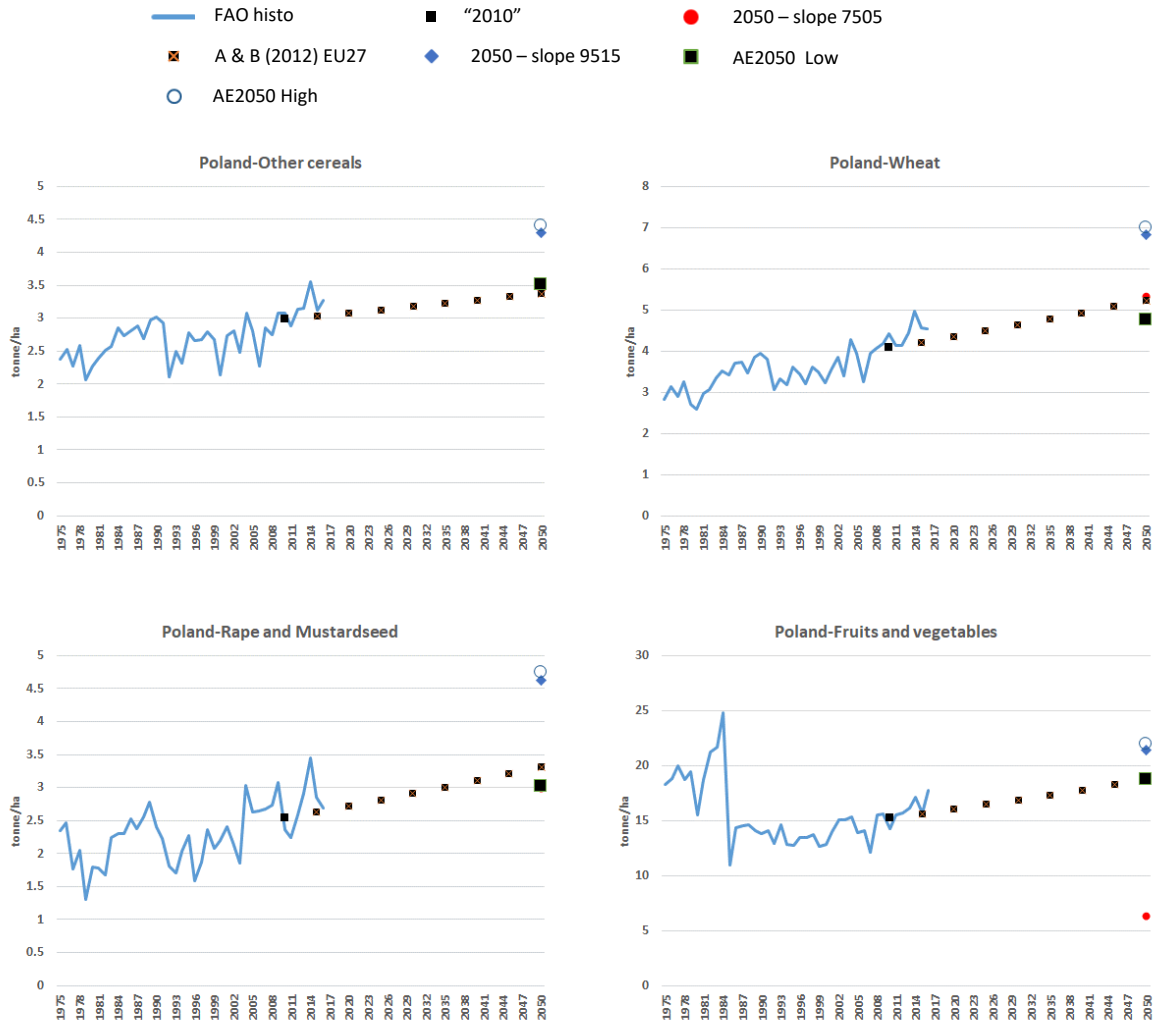 FAO histo
"2010"
2050 – slope 7505
A & B (2012) EU27
2050 – slope 9515
AE2050 Low
AE2050 High
Poland-Other cereals
5
4.5
4
3.5
3
2.5
2
1.5
1
0.5
0
tonne/ha
1975 1978 1981 1984 1987 1990 1993 1996 1999 2002 2005 2008 2011 2014 2017 2020 2023 2026 2029 2032 2035 2038 2041 2044 2047 2050
Poland-Wheat
8
7
6
5
4
3
2
1
0
tonne/ha
1975 1978 1981 1984 1987 1990 1993 1996 1999 2002 2005 2008 2011 2014 2017 2020 2023 2026 2029 2032 2035 2038 2041 2044 2047 2050
Poland-Rape and Mustardseed
5
4.5
4
3.5
3
2.5
2
1.5
1
0.5
0
tonne/ha
1975 1978 1981 1984 1987 1990 1993 1996 1999 2002 2005 2008 2011 2014 2017 2020 2023 2026 2029 2032 2035 2038 2041 2044 2047 2050
Poland-Fruits and vegetables
30
25
20
15
10
5
0
tonne/ha
1975 1978 1981 1984 1987 1990 1993 1996 1999 2002 2005 2008 2011 2014 2017 2020 2023 2026 2029 2032 2035 2038 2041 2044 2047 2050